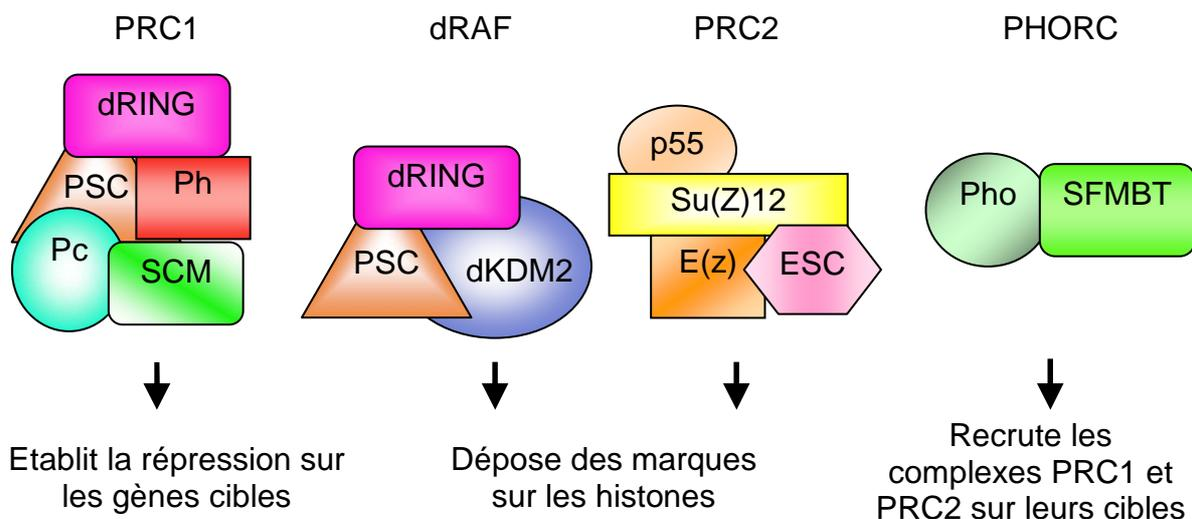 PRC1
dRAF
PRC2
PHORC
dRING
PSC
Ph
Pc
SCM
dRING
PSC
dKDM2
p55
Su(Z)12
E(z)
ESC
Pho
SFMBT
Etablit la répression sur
les gènes cibles
Dépose des marques
sur les histones
Recrute les
complexes PRC1 et
PRC2 sur leurs cibles